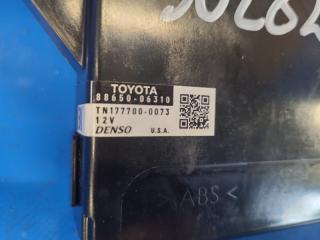 TOYOTA
88650-06310
TN177700-0073
12V
DENSO U.S.A.
>ABS<